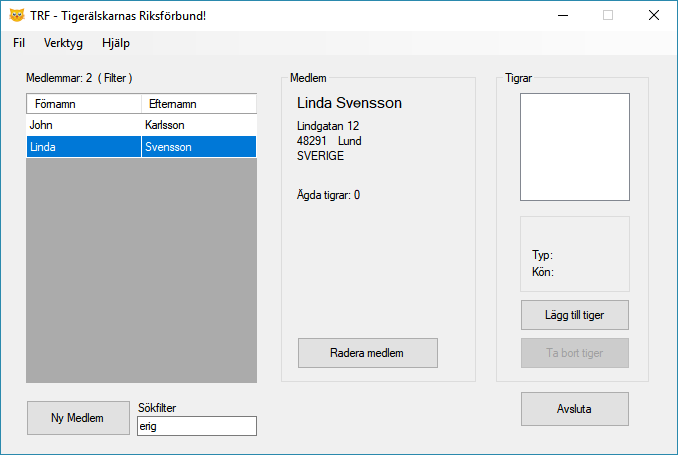 TRF - Tigerälskarnas Riksförbund!
Fil Verktyg Hjälp
Medlemmar: 2 ( Filter )
Förnamn Efternamn
John Karlsson
Linda Svensson
Ny Medlem
Sökfilter
erig
Medlem
Linda Svensson
Lindgatan 12
48291 Lund
SVERIGE
Ägda tigrar: 0
Radera medlem
Tigrar
Typ:
Kön:
Lägg till tiger
Ta bort tiger
Avsluta